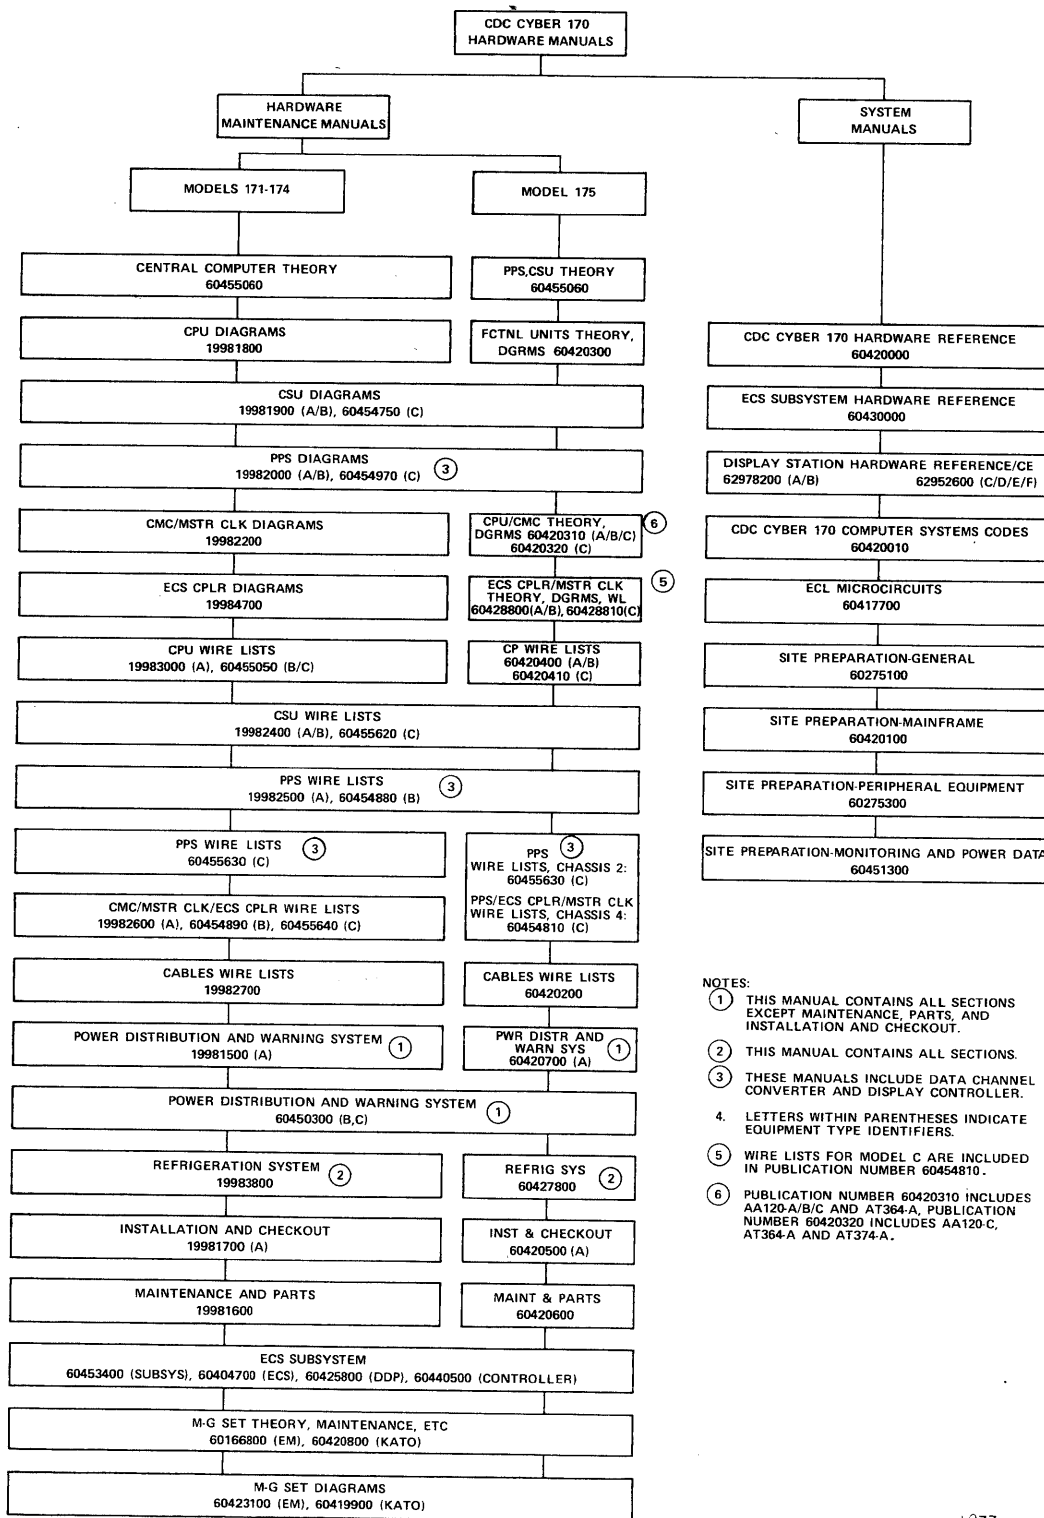 CDC CYBER 170
HARDWARE MANUALS
HARDWARE
MAINTENANCE MANUALS
SYSTEM
MANUALS
MODELS 171-174
MODEL 175
CENTRAL COMPUTER THEORY
60455060
PPS,CSU THEORY
60455060
CPU DIAGRAMS
19981800
FCTNL UNITS THEORY,
DGRMS 60420300
CSU DIAGRAMS
19981900 (A/B), 60454750 (C)
PPS DIAGRAMS
19982000 (A/B), 60454970 (C)
3
CMC/MSTR CLK DIAGRAMS
19982200
CPU/CMC THEORY,
DGRMS 60420310 (A/B/C)
60420320 (C)
6
ECS CPLR DIAGRAMS
19984700
ECS CPLR/MSTR CLK
THEORY, DGRMS, WL
60428800(A/B), 60428810(C)
5
CPU WIRE LISTS
19983000 (A), 60455050 (B/C)
CP WIRE LISTS
60420400 (A/B)
60420410 (C)
CSU WIRE LISTS
19982400 (A/B), 60455620 (C)
PPS WIRE LISTS
19982500 (A), 60454880 (B)
3
PPS WIRE LISTS
60455630 (C)
3
PPS
3
WIRE LISTS, CHASSIS 2:
60455630 (C)
PPS/ECS CPLR/MSTR CLK
WIRE LISTS, CHASSIS 4:
60454810 (C)
CMC/MSTR CLK/ECS CPLR WIRE LISTS
19982600 (A), 60454890 (B), 60455640 (C)
CABLES WIRE LISTS
19982700
CABLES WIRE LISTS
60420200
POWER DISTRIBUTION AND WARNING SYSTEM
19981500 (A)
1
PWR DISTR AND
WARN SYS
60420700 (A)
1
POWER DISTRIBUTION AND WARNING SYSTEM
60450300 (B,C)
1
REFRIGERATION SYSTEM
19983800
2
REFRIG SYS
60427800
2
INSTALLATION AND CHECKOUT
19981700 (A)
INST & CHECKOUT
60420500 (A)
MAINTENANCE AND PARTS
19981600
MAINT & PARTS
60420600
ECS SUBSYSTEM
60453400 (SUBSYS), 60404700 (ECS), 60425800 (DDP), 60440500 (CONTROLLER)
M-G SET THEORY, MAINTENANCE, ETC
60166800 (EM), 60420800 (KATO)
M-G SET DIAGRAMS
60423100 (EM), 60419900 (KATO)
CDC CYBER 170 HARDWARE REFERENCE
60420000
ECS SUBSYSTEM HARDWARE REFERENCE
60430000
DISPLAY STATION HARDWARE REFERENCE/CE
62978200 (A/B) 62952600 (C/D/E/F)
CDC CYBER 170 COMPUTER SYSTEMS CODES
60420010
ECL MICROCIRCUITS
60417700
SITE PREPARATION-GENERAL
60275100
SITE PREPARATION-MAINFRAME
60420100
SITE PREPARATION-PERIPHERAL EQUIPMENT
60275300
SITE PREPARATION-MONITORING AND POWER DATA
60451300
NOTES:
1 THIS MANUAL CONTAINS ALL SECTIONS
EXCEPT MAINTENANCE, PARTS, AND
INSTALLATION AND CHECKOUT.
2 THIS MANUAL CONTAINS ALL SECTIONS.
3 THESE MANUALS INCLUDE DATA CHANNEL
CONVERTER AND DISPLAY CONTROLLER.
4. LETTERS WITHIN PARENTHESES INDICATE
EQUIPMENT TYPE IDENTIFIERS.
5 WIRE LISTS FOR MODEL C ARE INCLUDED
IN PUBLICATION NUMBER 60454810.
6 PUBLICATION NUMBER 60420310 INCLUDES
AA120-A/B/C AND AT364-A, PUBLICATION
NUMBER 60420320 INCLUDES AA120-C,
AT364-A AND AT374-A.